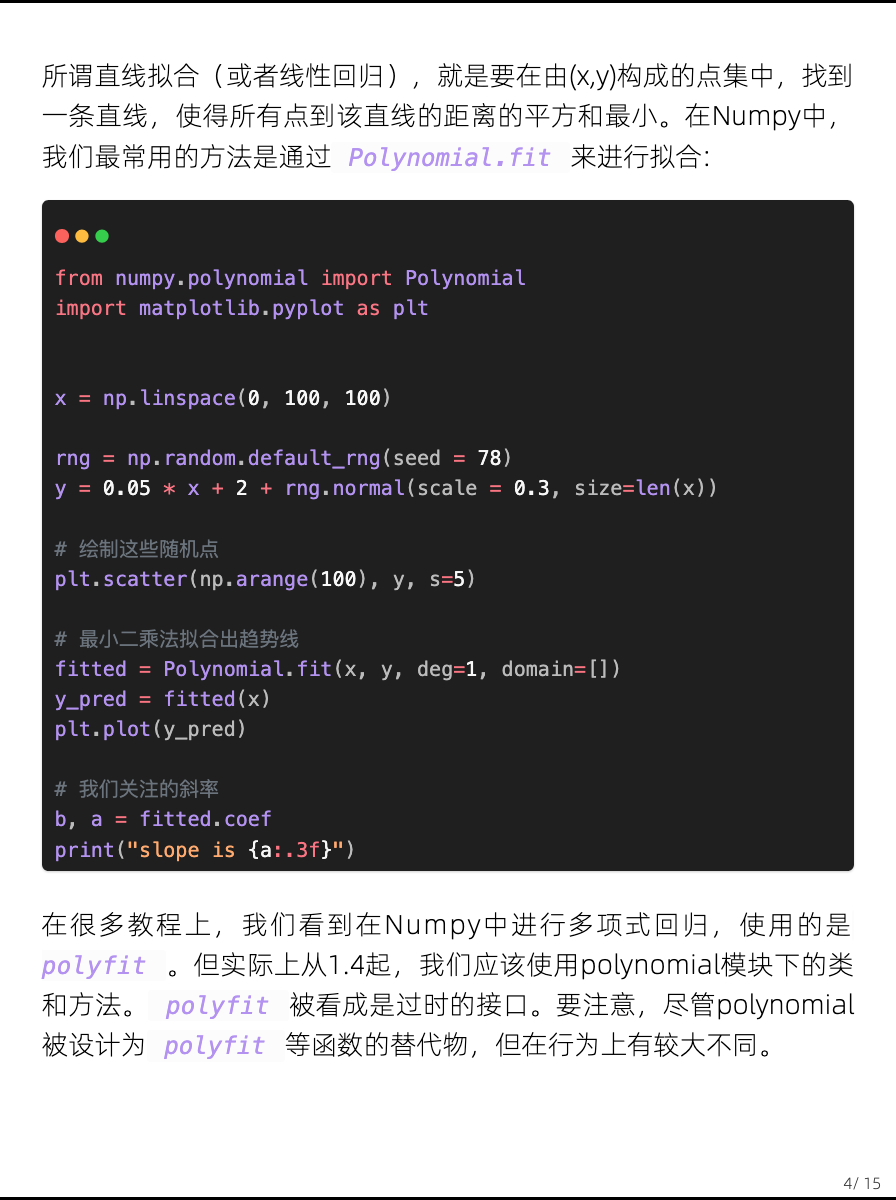 所谓直线拟合（或者线性回归），就是要在由(x,y)构成的点集中，找到
一条直线，使得所有点到该直线的距离的平方和最小。在Numpy中，
我们最常用的方法是通过 Polynomial.fit 来进行拟合：
from numpy.polynomial import Polynomial
import matplotlib.pyplot as plt
x = np.linspace(0, 100, 100)
rng = np.random.default_rng(seed = 78)
y = 0.05 * x + 2 + rng.normal(scale = 0.3, size=len(x))
# 绘制这些随机点
plt.scatter(np.arange(100), y, s=5)
# 最小二乘法拟合出趋势线
fitted = Polynomial.fit(x, y, deg=1, domain=[])
y_pred = fitted(x)
plt.plot(y_pred)
# 我们关注的斜率
b, a = fitted.coef
print("slope is {a:.3f}")
在很多教程上，我们看到在Numpy中进行多项式回归，使用的是
polyfit 。但实际上从1.4起，我们应该使用polynomial模块下的类
和方法。 polyfit 被看成是过时的接口。要注意，尽管polynomial
被设计为 polyfit 等函数的替代物，但在行为上有较大不同。
4/ 15